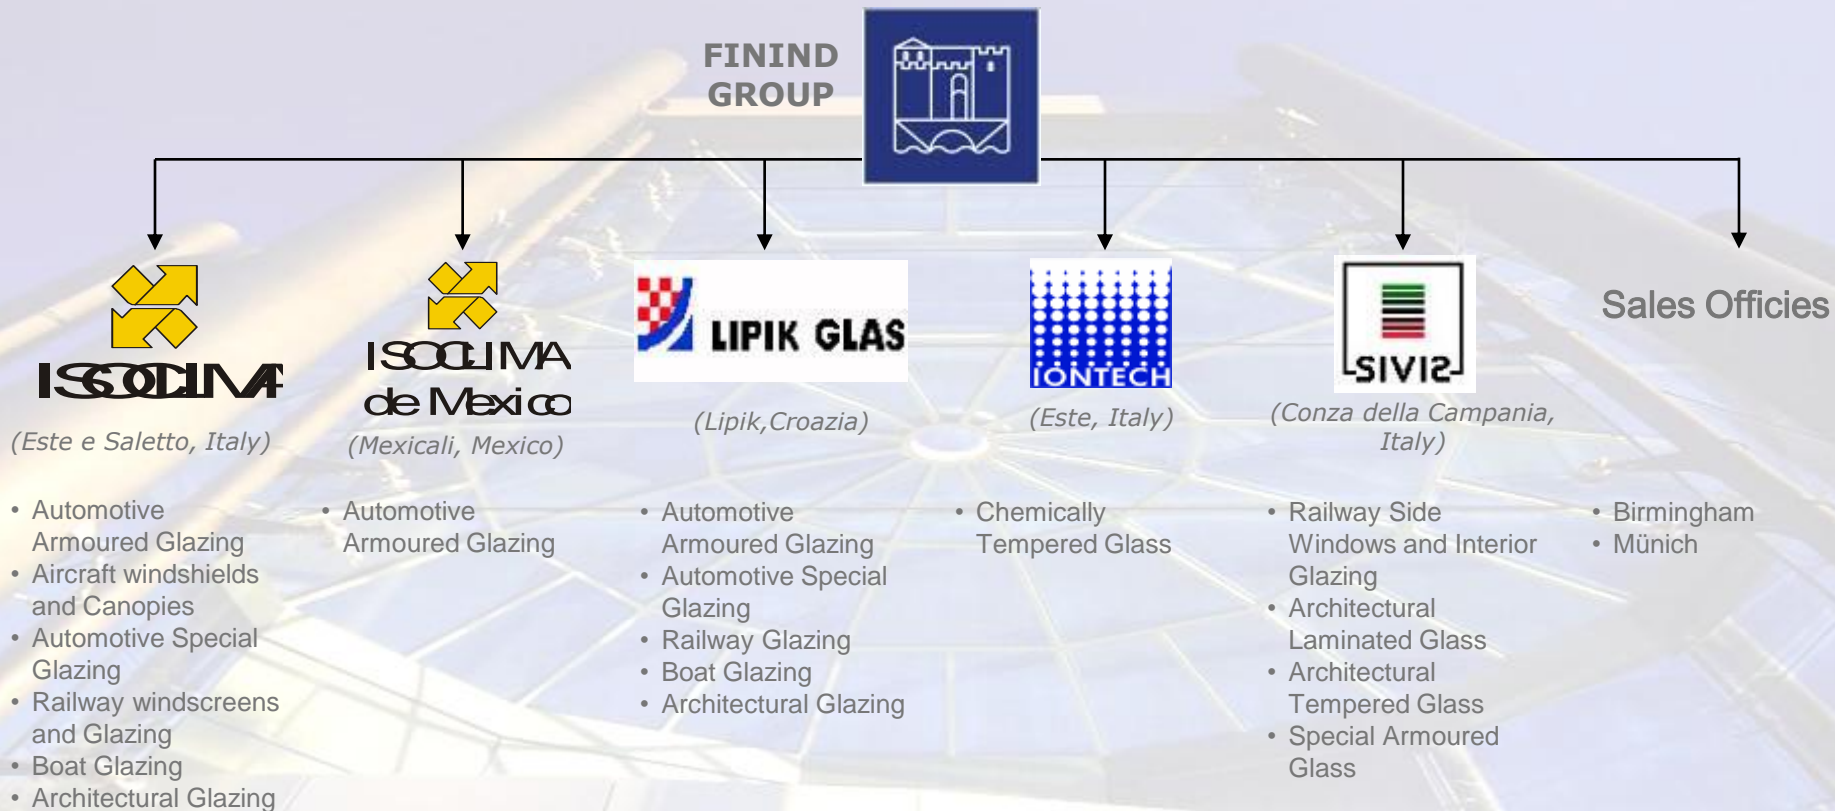 FININD
GROUP
ISOCLIMA
(Este e Saletto, Italy)
• Automotive
Armoured Glazing
• Aircraft windshields
and Canopies
• Automotive Special
Glazing
• Railway windscreens
and Glazing
• Boat Glazing
• Architectural Glazing
ISOCLIMA
de Mexico
(Mexicali, Mexico)
• Automotive
Armoured Glazing
LIPIK GLAS
(Lipik,Croazia)
• Automotive
Armoured Glazing
• Automotive Special
Glazing
• Railway Glazing
• Boat Glazing
• Architectural Glazing
IONTECH
(Este, Italy)
• Chemically
Tempered Glass
SIVIS
(Conza della Campania,
Italy)
• Railway Side
Windows and Interior
Glazing
• Architectural
Laminated Glass
• Architectural
Tempered Glass
• Special Armoured
Glass
Sales Officies
• Birmingham
• Münich